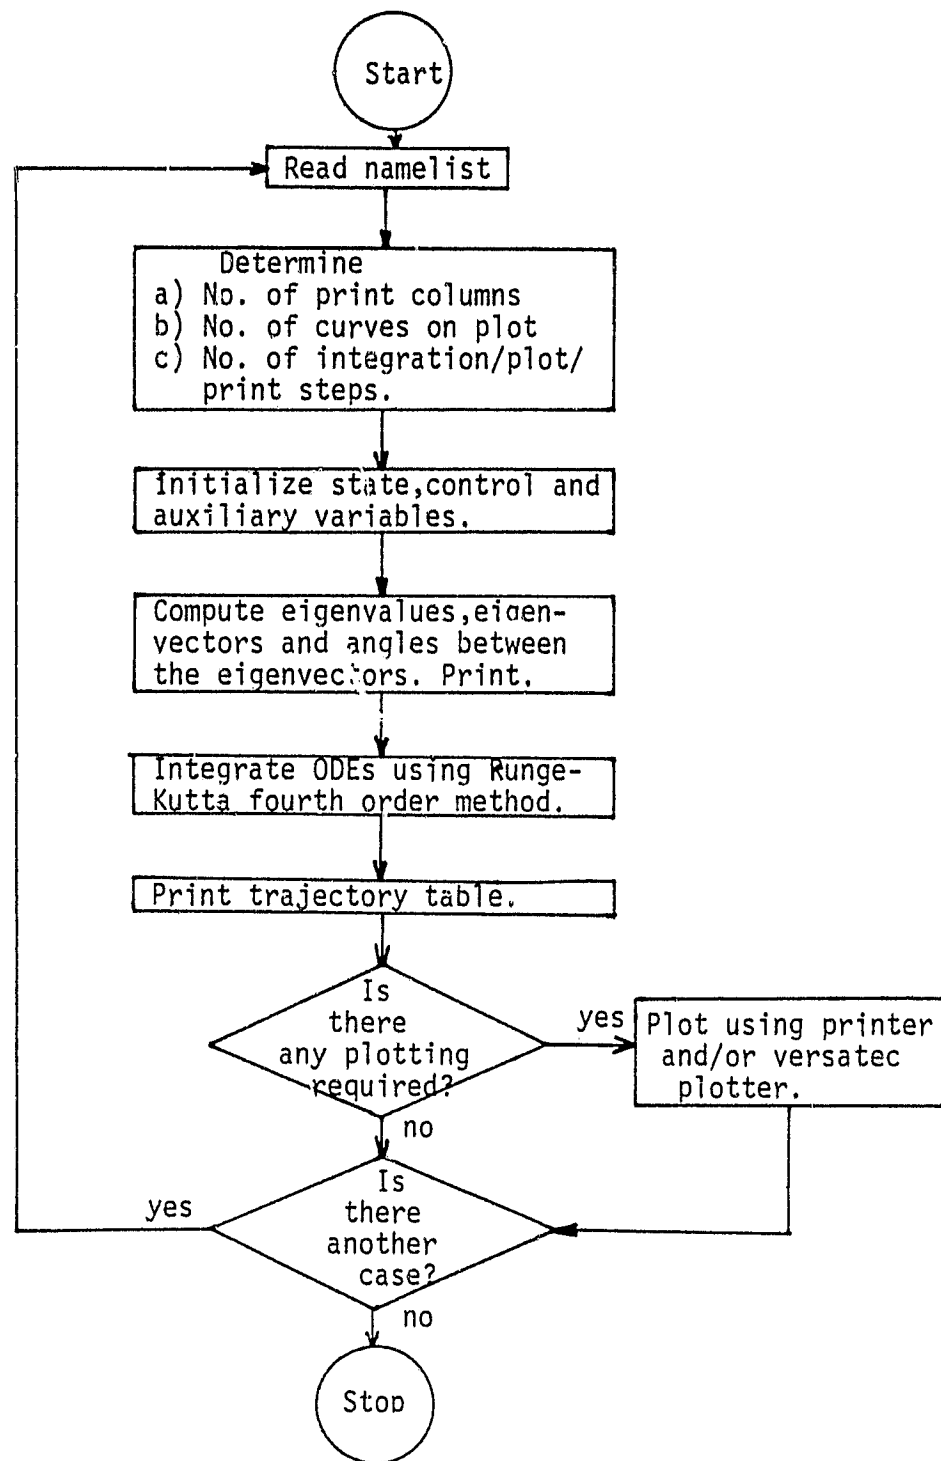 Start
Read namelist
Determine
a) No. of print columns
b) No. of curves on plot
c) No. of integration/plot/
print steps.
Initialize state,control and
auxiliary variables.
Compute eigenvalues,eigen-
vectors and angles between
the eigenvectors. Print.
Integrate ODEs using Runge-
Kutta fourth order method.
Print trajectory table.
Is
there
any plotting
required?
yes
Plot using printer
and/or versatec
plotter.
no
Is
there
another
case?
yes
no
Stop